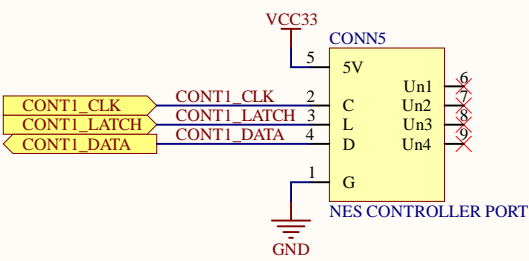 VCC33
CONN5
5 5V
Un1 6
CONT1_CLK CONT1_CLK 2 C Un2 7
CONT1_LATCH CONT1_LATCH 3 L Un3 8
CONT1_DATA CONT1_DATA 4 D Un4 9
1 G
NES CONTROLLER PORT
GND